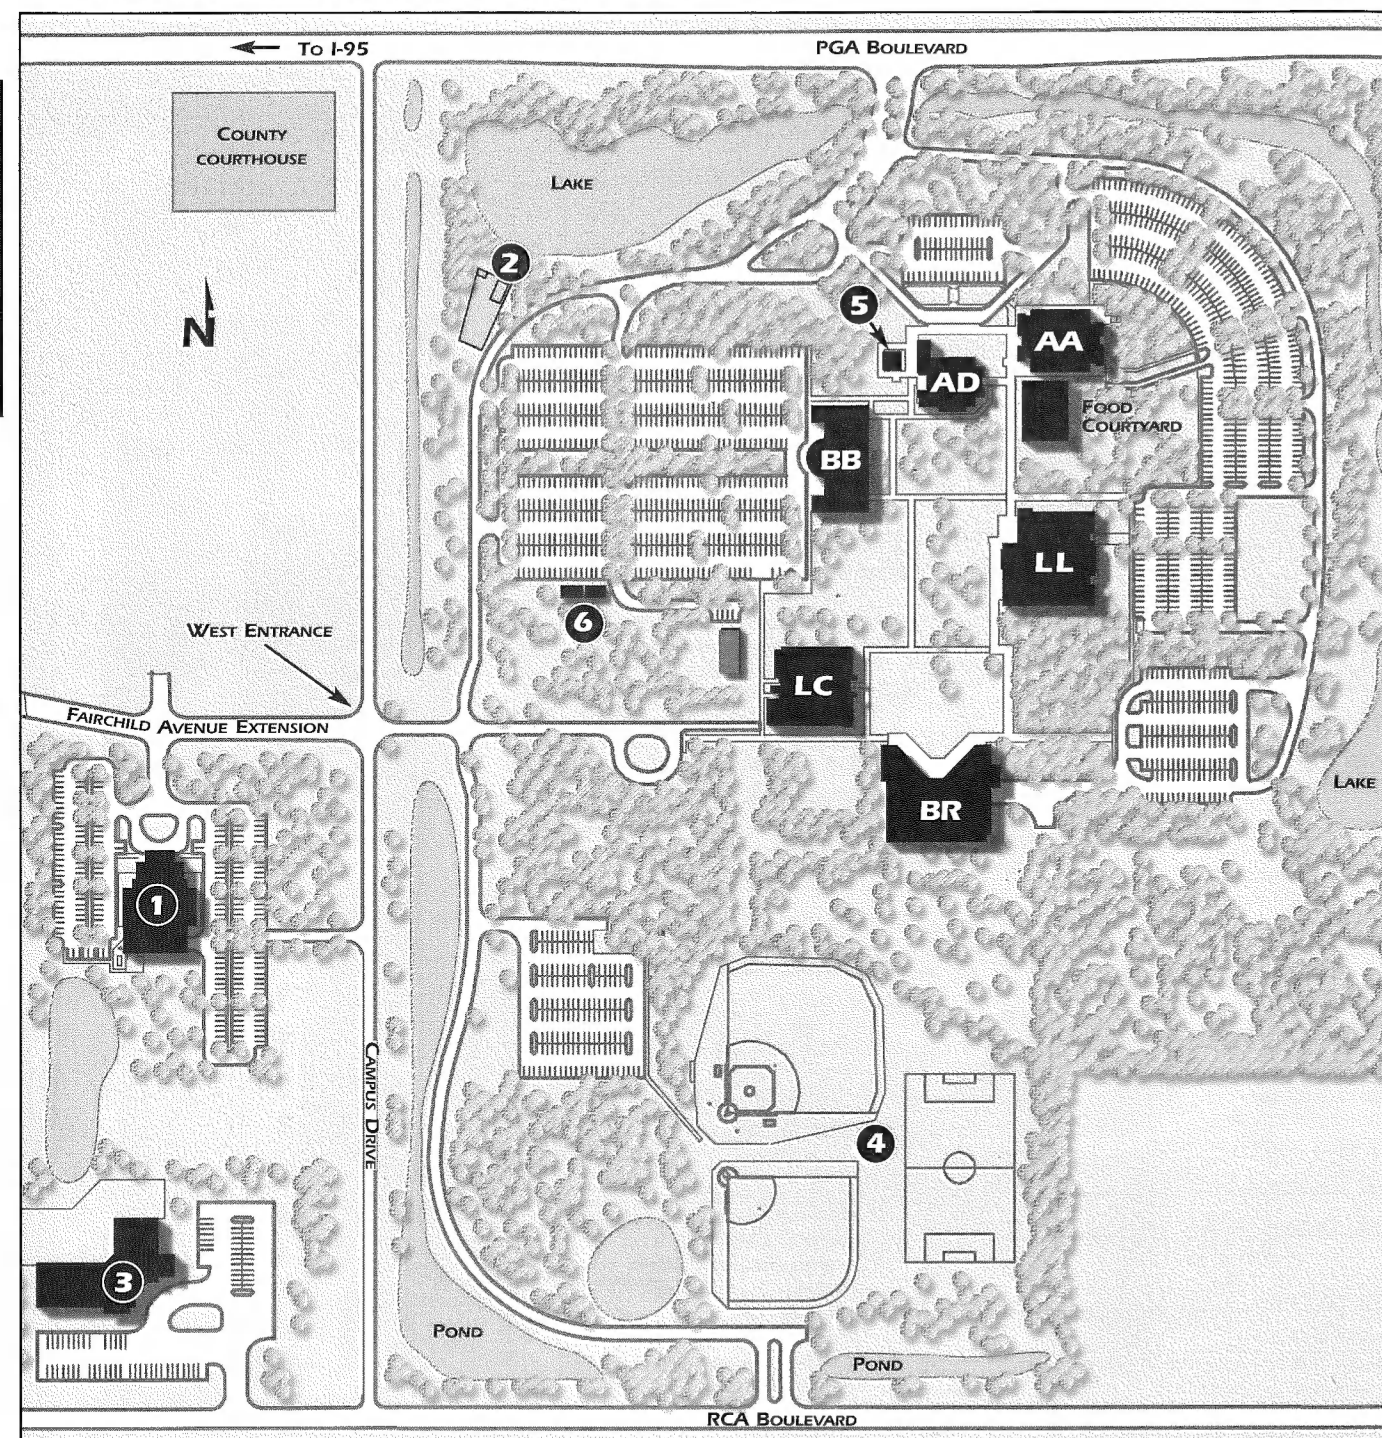 To I-95
PGA BOULEVARD
COUNTY
COURTHOUSE
LAKE
2
N
5
AA
AD
FOOD
COURTYARD
BB
LL
6
WEST ENTRANCE
LC
FAIRCHILD AVENUE EXTENSION
LAKE
BR
1
CAMPUS DRIVE
4
3
POND
POND
RCA BOULEVARD